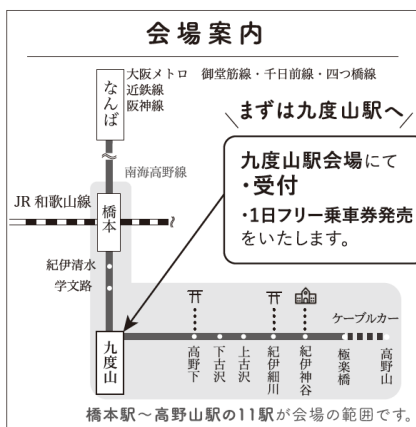 会場案内
なんば
大阪メトロ 御堂筋線・千日前線・四つ橋線
近鉄線
阪神線
まずは九度山駅へ
九度山駅会場にて
・受付
・1日フリー乗車券発売
をいたします。
南海高野線
JR和歌山線
橋本
紀伊清水
学文路
九度山
高野下
下古沢
上古沢
紀伊細川
紀伊神谷
ケーブルカー
極楽橋
高野山
橋本駅〜高野山駅の11駅が会場の範囲です。